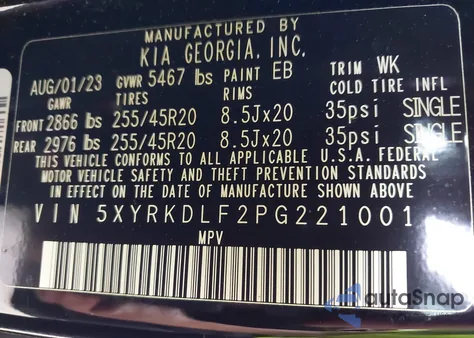 MANUFACTURED BY
KIA GEORGIA, INC.
AUG/01/23 GVWR 5467 lbs PAINT EB TRIM WK
GAWR TIRES RIMS COLD TIRE INFL
FRONT 2866 lbs 255/45R20 8.5Jx20 35psi SINGLE
REAR 2976 lbs 255/45R20 8.5Jx20 35psi SINGLE
THIS VEHICLE CONFORMS TO ALL APPLICABLE U.S.A. FEDERAL
MOTOR VEHICLE SAFETY AND THEFT PREVENTION STANDARDS
IN EFFECT ON THE DATE OF MANUFACTURE SHOWN ABOVE
VIN 5XYRKDLF2PG221001
MPV
autoSnap